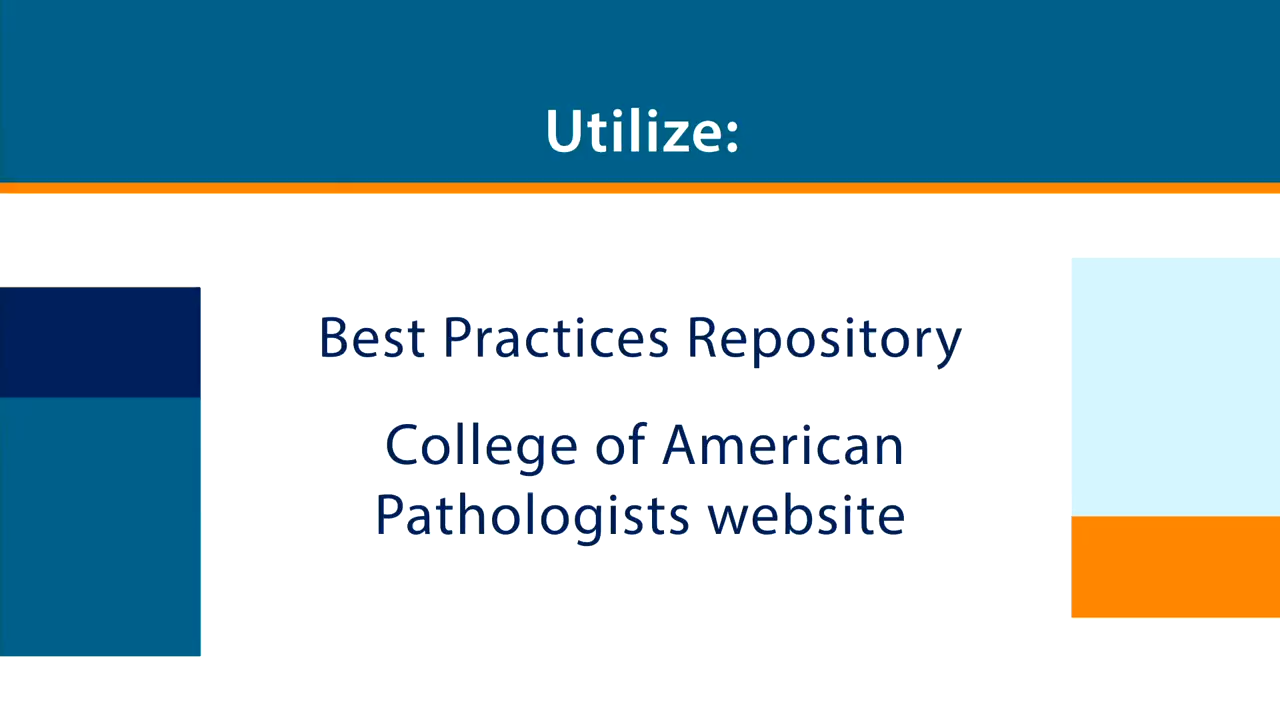 Utilize:
Best Practices Repository
College of American
Pathologists website